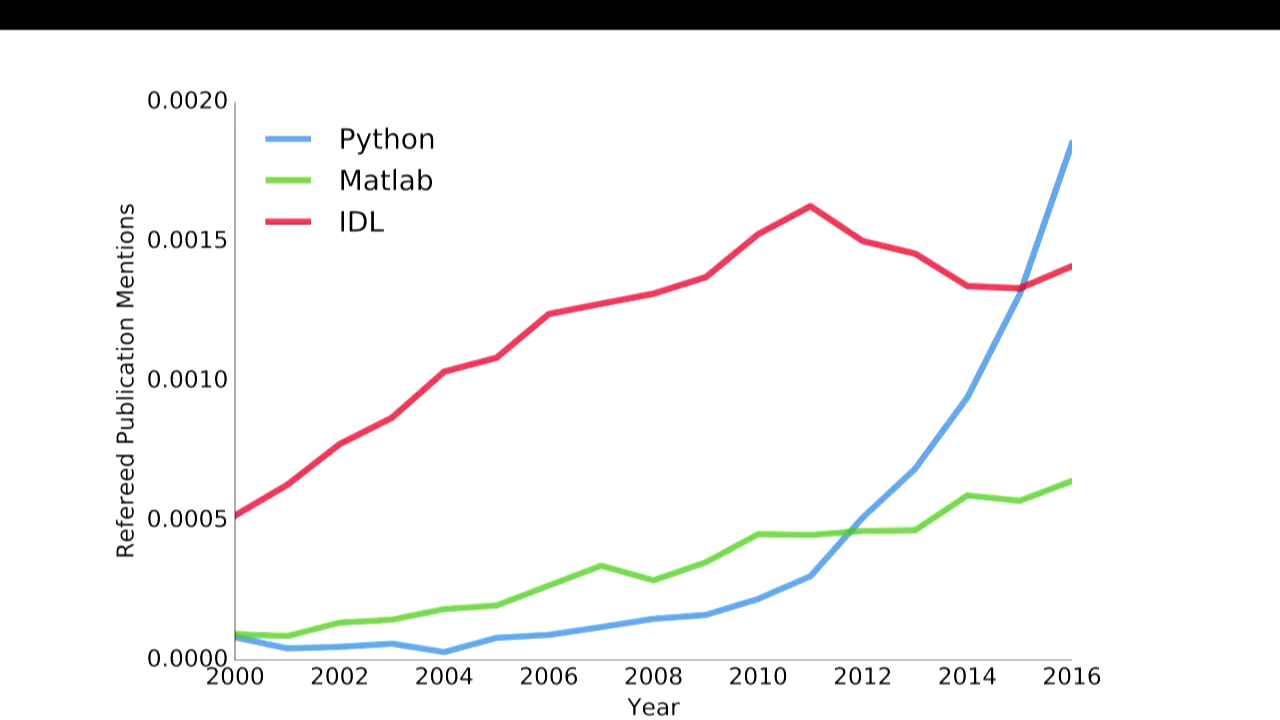 0.0020
Python
Matlab
IDL
0.0015
0.0010
0.0005
0.0000
Refereed Publication Mentions
2000 2002 2004 2006 2008 2010 2012 2014 2016
Year